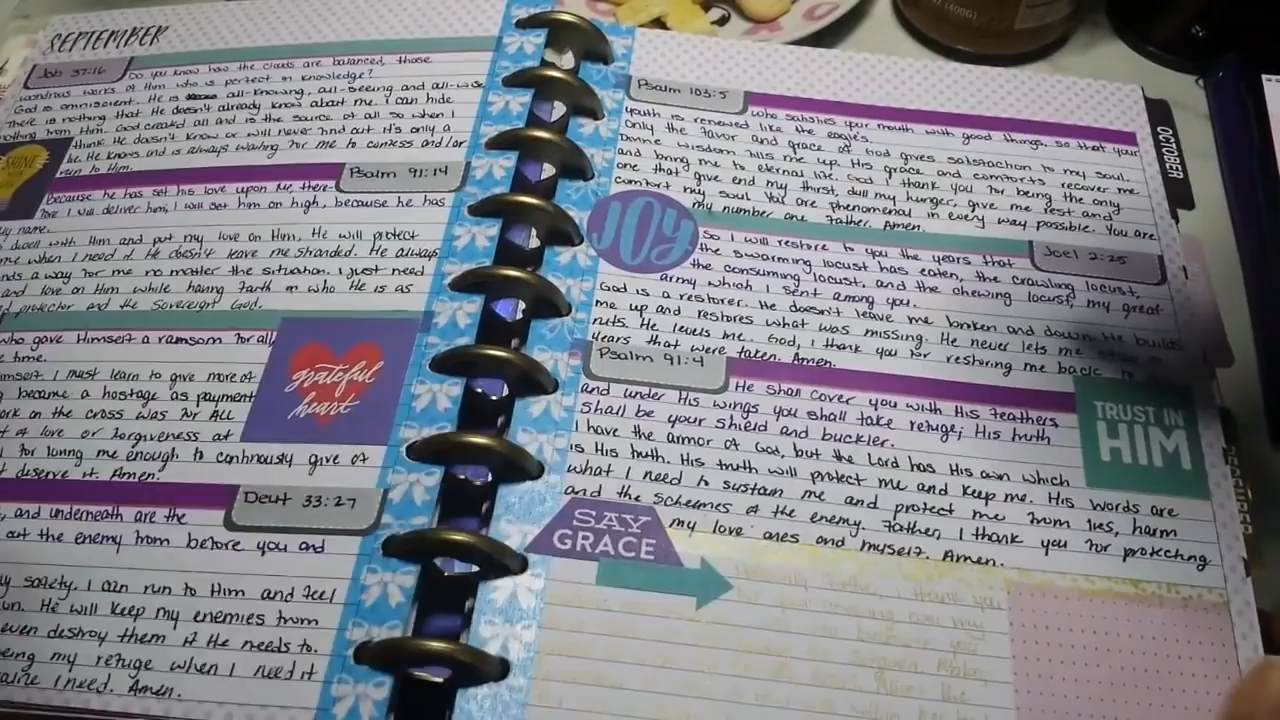 SEPTEMBER
Job 37:16
Do you know how the clouds are balanced, those
wondrous works of Him who is perfect in knowledge?
God is omniscient. He is all-knowing, all-seeing and all-wise
There is nothing that He doesn't already know about me. I can hide
nothing from Him. God created all and is the source of all so when I
think He doesn't know or will never find out it's only a
lie. He knows and is always waiting for me to confess and/or
run to Him.
SHINE
Psalm 91:14
Because he has set his love upon Me, there-
fore I will deliver him; I will set him on high, because he has
my name.
dwell with Him and put my love on Him, He will protect
me when I need it. He doesn't leave me stranded. He always
finds a way for me no matter the situation. I just need
and love on Him while having faith in who He is as
protector and the Sovereign God.
who gave Himself a ransom for all,
time.
Himself. I must learn to give more of
became a hostage as payment
work on the cross was for ALL
of love or forgiveness at
I for loving me enough to continously give of
deserve it. Amen.
grateful
heart
Deut 33:27
, and underneath are the
out the enemy from before you and
my safety. I can run to Him and feel
He will keep my enemies from
even destroy them if He needs to.
being my refuge when I need it
I need. Amen.
Psalm 103:5
who satisfies your mouth with good things, so that your
youth is renewed like the eagle's.
Only the favor and grace of God gives satisfaction to my soul.
Divine wisdom fills me up. His grace and comforts recover me
and bring me to eternal life. God I thank you for being the only
one that give end my thirst, dull my hunger, give me rest and
comfort my soul. You are phenomenal in every way possible. You are
my number one Father. Amen.
JOY
Joel 2:25
So I will restore to you the years that
the swarming locust has eaten, the crawling locust,
the consuming locust, and the chewing locust, my great
army which I sent among you.
God is a restorer. He doesn't leave me broken and down. He builds
me up and restores what was missing. He never lets me stay in
ruts. He levels me. God, I thank you for restoring me back to
years that were taken. Amen.
Psalm 91:4
He shall cover you with His feathers
and under His wings you shall take refuge; His truth
shall be your shield and buckler.
I have the armor of God, but the Lord has His own which
is His truth. His truth will protect me and keep me. His words are
what I need to sustain me and protect me from lies, harm
and the schemes of the enemy. Father, I thank you for protecting
my love ones and myself. Amen.
TRUST IN
HIM
SAY
GRACE
OCTOBER